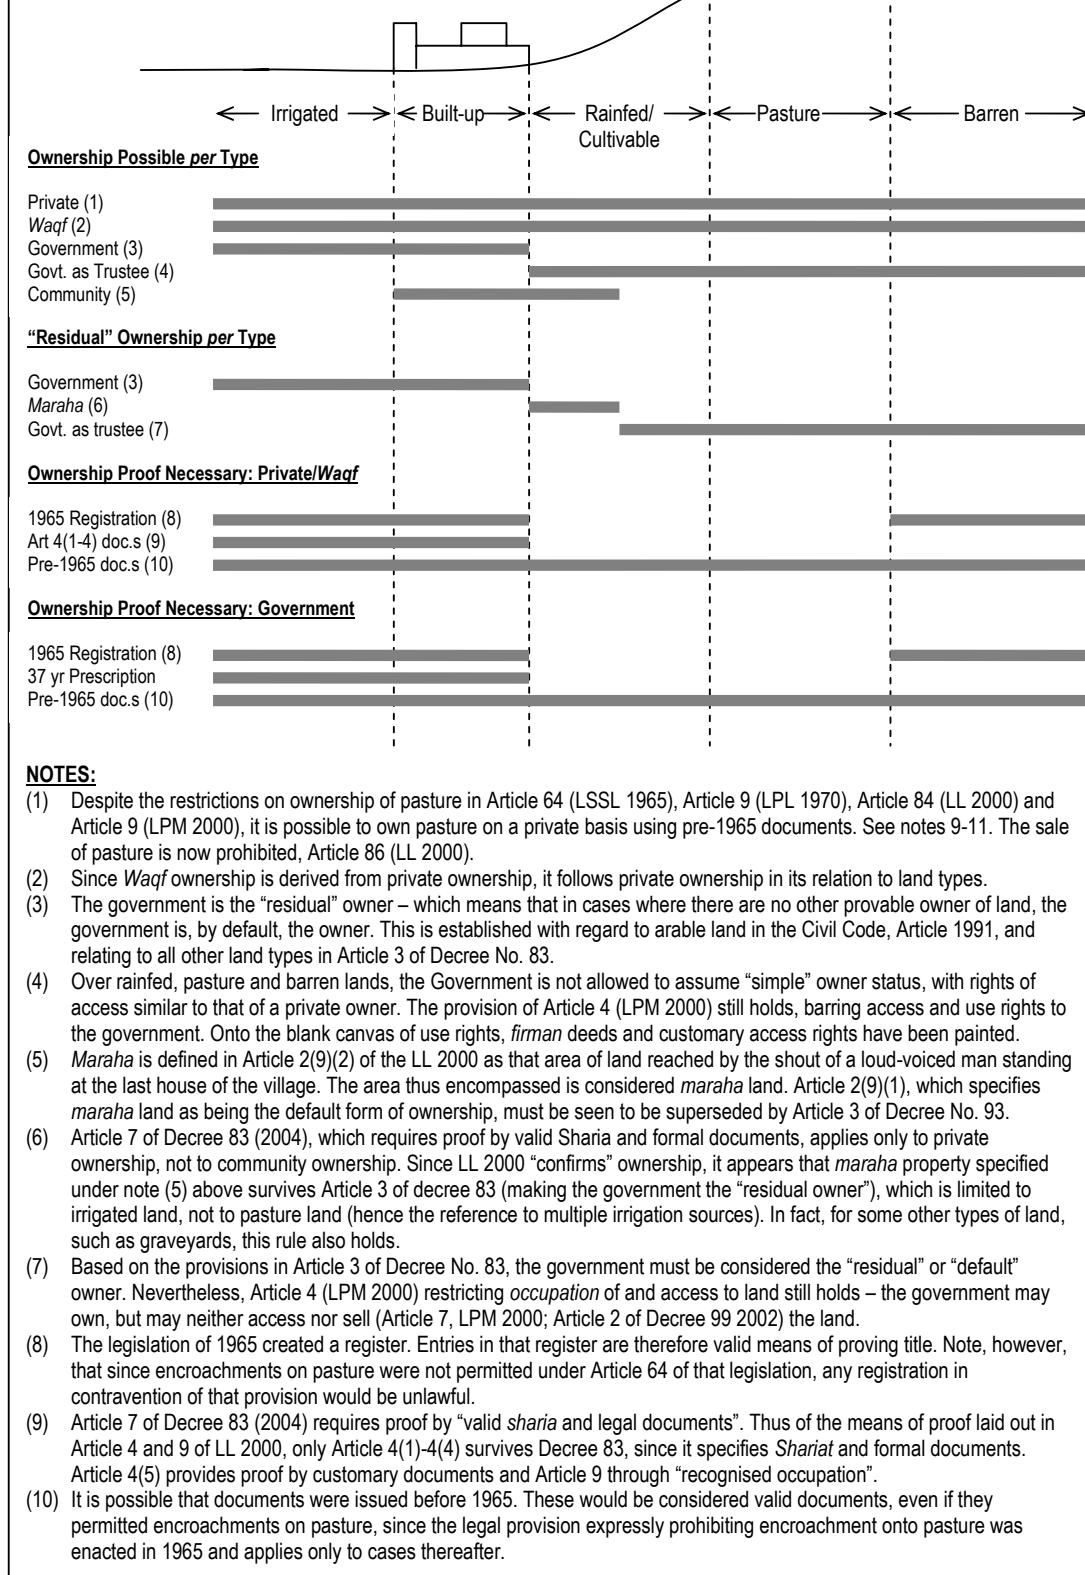 Irrigated Built-up Rainfed/ Pasture Barren
Cultivable
Ownership Possible per Type
Private (1)
Waqf (2)
Government (3)
Govt. as Trustee (4)
Community (5)
“Residual” Ownership per Type
Government (3)
Maraha (6)
Govt. as trustee (7)
Ownership Proof Necessary: Private/Waqf
1965 Registration (8)
Art 4(1-4) doc.s (9)
Pre-1965 doc.s (10)
Ownership Proof Necessary: Government
1965 Registration (8)
37 yr Prescription
Pre-1965 doc.s (10)
NOTES:
(1) Despite the restrictions on ownership of pasture in Article 64 (LSSL 1965), Article 9 (LPL 1970), Article 84 (LL 2000) and
Article 9 (LPM 2000), it is possible to own pasture on a private basis using pre-1965 documents. See notes 9-11. The sale
of pasture is now prohibited, Article 86 (LL 2000).
(2) Since Waqf ownership is derived from private ownership, it follows private ownership in its relation to land types.
(3) The government is the “residual” owner – which means that in cases where there are no other provable owner of land, the
government is, by default, the owner. This is established with regard to arable land in the Civil Code, Article 1991, and
relating to all other land types in Article 3 of Decree No. 83.
(4) Over rainfed, pasture and barren lands, the Government is not allowed to assume “simple” owner status, with rights of
access similar to that of a private owner. The provision of Article 4 (LPM 2000) still holds, barring access and use rights to
the government. Onto the blank canvas of use rights, firman deeds and customary access rights have been painted.
(5) Maraha is defined in Article 2(9)(2) of the LL 2000 as that area of land reached by the shout of a loud-voiced man standing
at the last house of the village. The area thus encompassed is considered maraha land. Article 2(9)(1), which specifies
maraha land as being the default form of ownership, must be seen to be superseded by Article 3 of Decree No. 93.
(6) Article 7 of Decree 83 (2004), which requires proof by valid Sharia and formal documents, applies only to private
ownership, not to community ownership. Since LL 2000 “confirms” ownership, it appears that maraha property specified
under note (5) above survives Article 3 of decree 83 (making the government the “residual owner”), which is limited to
irrigated land, not to pasture land (hence the reference to multiple irrigation sources). In fact, for some other types of land,
such as graveyards, this rule also holds.
(7) Based on the provisions in Article 3 of Decree No. 83, the government must be considered the “residual” or “default”
owner. Nevertheless, Article 4 (LPM 2000) restricting occupation of and access to land still holds – the government may
own, but may neither access nor sell (Article 7, LPM 2000; Article 2 of Decree 99 2002) the land.
(8) The legislation of 1965 created a register. Entries in that register are therefore valid means of proving title. Note, however,
that since encroachments on pasture were not permitted under Article 64 of that legislation, any registration in
contravention of that provision would be unlawful.
(9) Article 7 of Decree 83 (2004) requires proof by “valid sharia and legal documents”. Thus of the means of proof laid out in
Article 4 and 9 of LL 2000, only Article 4(1)-4(4) survives Decree 83, since it specifies Shariat and formal documents.
Article 4(5) provides proof by customary documents and Article 9 through “recognised occupation”.
(10) It is possible that documents were issued before 1965. These would be considered valid documents, even if they
permitted encroachments on pasture, since the legal provision expressly prohibiting encroachment onto pasture was
enacted in 1965 and applies only to cases thereafter.